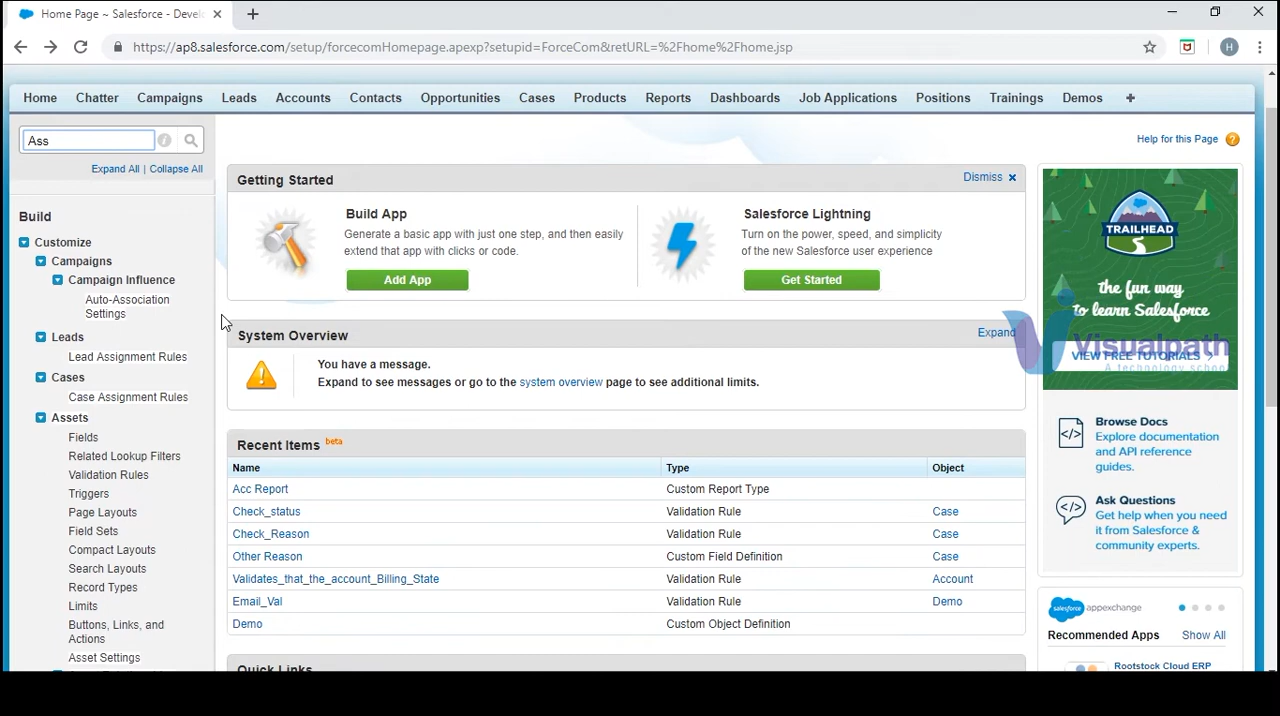 Home Page ~ Salesforce - Devel
https://ap8.salesforce.com/setup/forcecomHomepage.apexp?setupid=ForceCom&retURL=%2Fhome%2Fhome.jsp
H
Home Chatter Campaigns Leads Accounts Contacts Opportunities Cases Products Reports Dashboards Job Applications Positions Trainings Demos +
Ass
Expand All | Collapse All
Build
Customize
Campaigns
Campaign Influence
Auto-Association
Settings
Leads
Lead Assignment Rules
Cases
Case Assignment Rules
Assets
Fields
Related Lookup Filters
Validation Rules
Triggers
Page Layouts
Field Sets
Compact Layouts
Search Layouts
Record Types
Limits
Buttons, Links, and
Actions
Asset Settings
Help for this Page ?
Getting Started
Dismiss
Build App
Generate a basic app with just one step, and then easily
extend that app with clicks or code.
Add App
Salesforce Lightning
Turn on the power, speed, and simplicity
of the new Salesforce user experience
Get Started
System Overview
Expand
You have a message.
Expand to see messages or go to the system overview page to see additional limits.
Recent Items beta
Name Type Object
Acc Report Custom Report Type
Check_status Validation Rule Case
Check_Reason Validation Rule Case
Other Reason Custom Field Definition Case
Validates_that_the_account_Billing_State Validation Rule Account
Email_Val Validation Rule Demo
Demo Custom Object Definition
Quick Links
TRAILHEAD
the fun way
to learn Salesforce
VIEW FREE TUTORIALS
Visualpath
A technology school
Browse Docs
Explore documentation
and API reference
guides.
Ask Questions
Get help when you need
it from Salesforce &
community experts.
salesforce appexchange
Recommended Apps Show All
Rootstock Cloud ERP